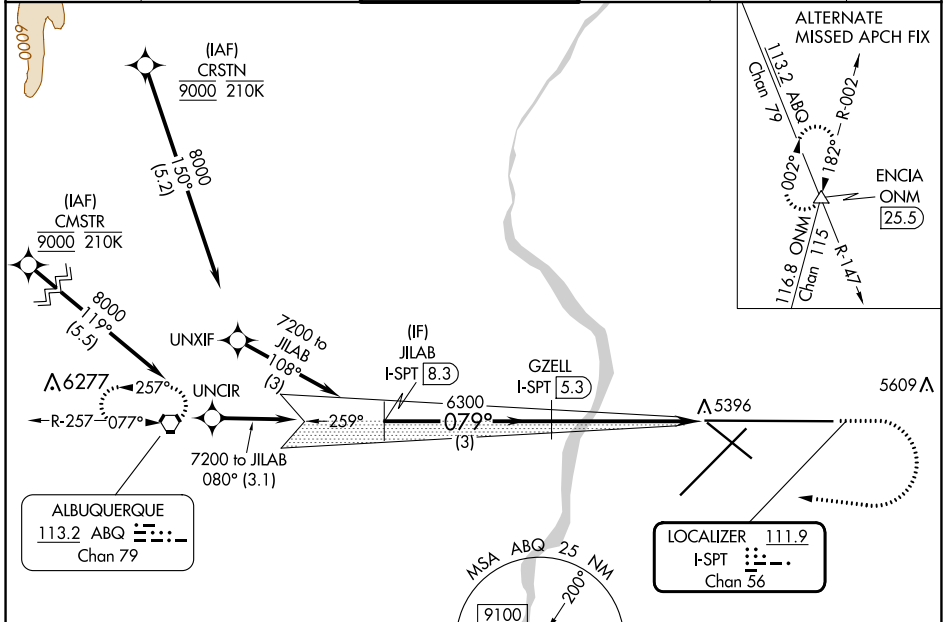 6000
(IAF)
CRSTN
9000 210K
8000
150°
(5.2)
(IAF)
CMSTR
9000 210K
8000
119°
(5.5)
UNXIF
7200 to
JILAB
108°
(3)
(IF)
JILAB
I-SPT 8.3
GZELL
I-SPT 5.3
6277
257°
R-257
077°
UNCIR
259°
6300
079°
(3)
5396
5609
7200 to JILAB
080° (3.1)
ALBUQUERQUE
113.2 ABQ
Chan 79
LOCALIZER 111.9
I-SPT
Chan 56
MSA ABQ 25 NM
200°
9100
ALTERNATE
MISSED APCH FIX
113.2 ABQ
Chan 79
R-002
002°
182°
ENCIA
ONM
25.5
116.8 ONM
Chan 115
R-147